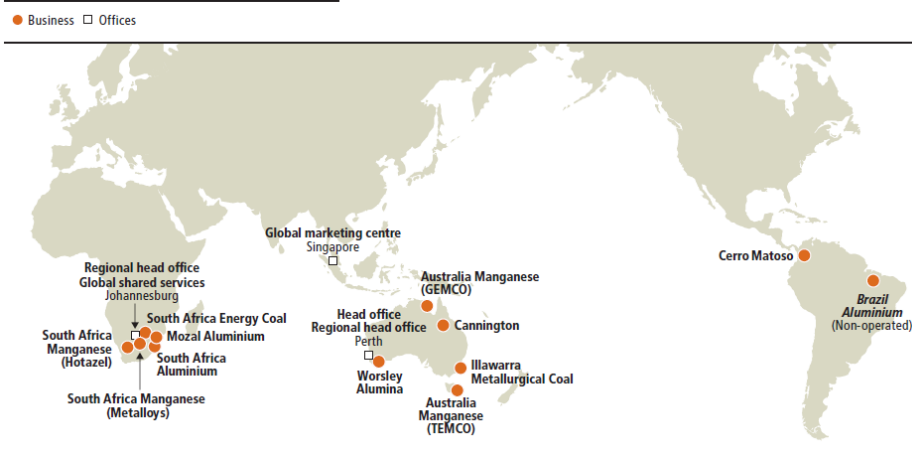 Business Offices
Global marketing centre
Singapore
Cerro Matoso
Regional head office
Global shared services
Johannesburg
Australia Manganese
(GEMCO)
Brazil
Aluminium
(Non-operated)
South Africa Energy Coal
Head office
Regional head office
Perth
Cannington
South Africa
Manganese
(Hotazel)
Mozal Aluminium
South Africa
Aluminium
Worsley
Alumina
Illawarra
Metallurgical Coal
South Africa Manganese
(Metalloys)
Australia
Manganese
(TEMCO)